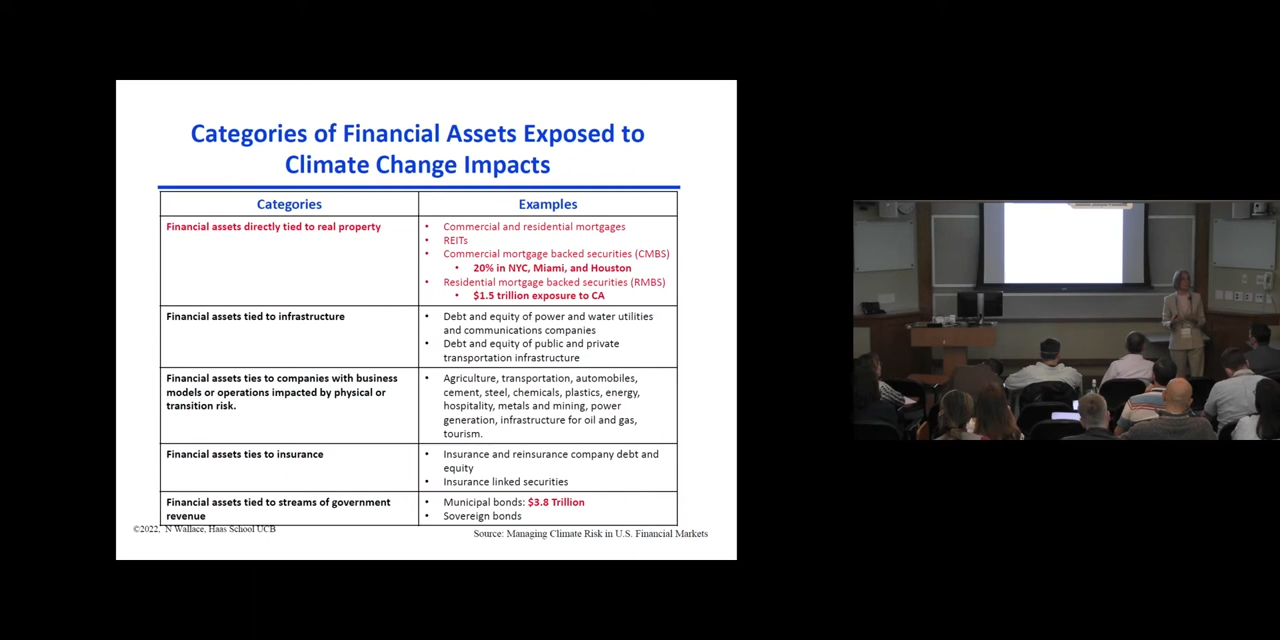 Categories of Financial Assets Exposed to
Climate Change Impacts
Categories
Examples
Financial assets directly tied to real property
• Commercial and residential mortgages
• REITs
• Commercial mortgage backed securities (CMBS)
• 20% in NYC, Miami, and Houston
• Residential mortgage backed securities (RMBS)
• $1.5 trillion exposure to CA
Financial assets tied to infrastructure
• Debt and equity of power and water utilities
and communications companies
• Debt and equity of public and private
transportation infrastructure
Financial assets ties to companies with business
models or operations impacted by physical or
transition risk.
• Agriculture, transportation, automobiles,
cement, steel, chemicals, plastics, energy,
hospitality, metals and mining, power
generation, infrastructure for oil and gas,
tourism.
Financial assets ties to insurance
• Insurance and reinsurance company debt and
equity
• Insurance linked securities
Financial assets tied to streams of government
revenue
• Municipal bonds: $3.8 Trillion
• Sovereign bonds
©2022, N Wallace, Haas School UCB
Source: Managing Climate Risk in U.S. Financial Markets